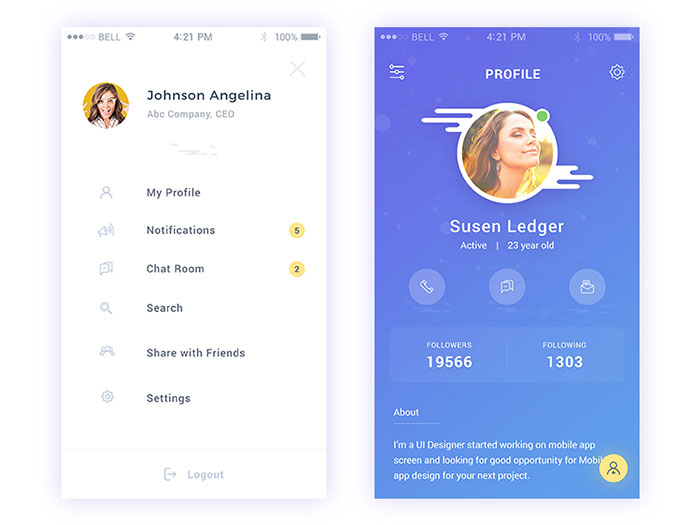 BELL 4:21 PM 100%
Johnson Angelina
Abc Company, CEO
My Profile
Notifications 5
Chat Room 2
Search
Share with Friends
Settings
Logout
BELL 4:21 PM 100%
PROFILE
Susen Ledger
Active | 23 year old
FOLLOWERS FOLLOWING
19566 1303
About
I'm a UI Designer started working on mobile app
screen and looking for good opportunity for Mobil
app design for your next project.